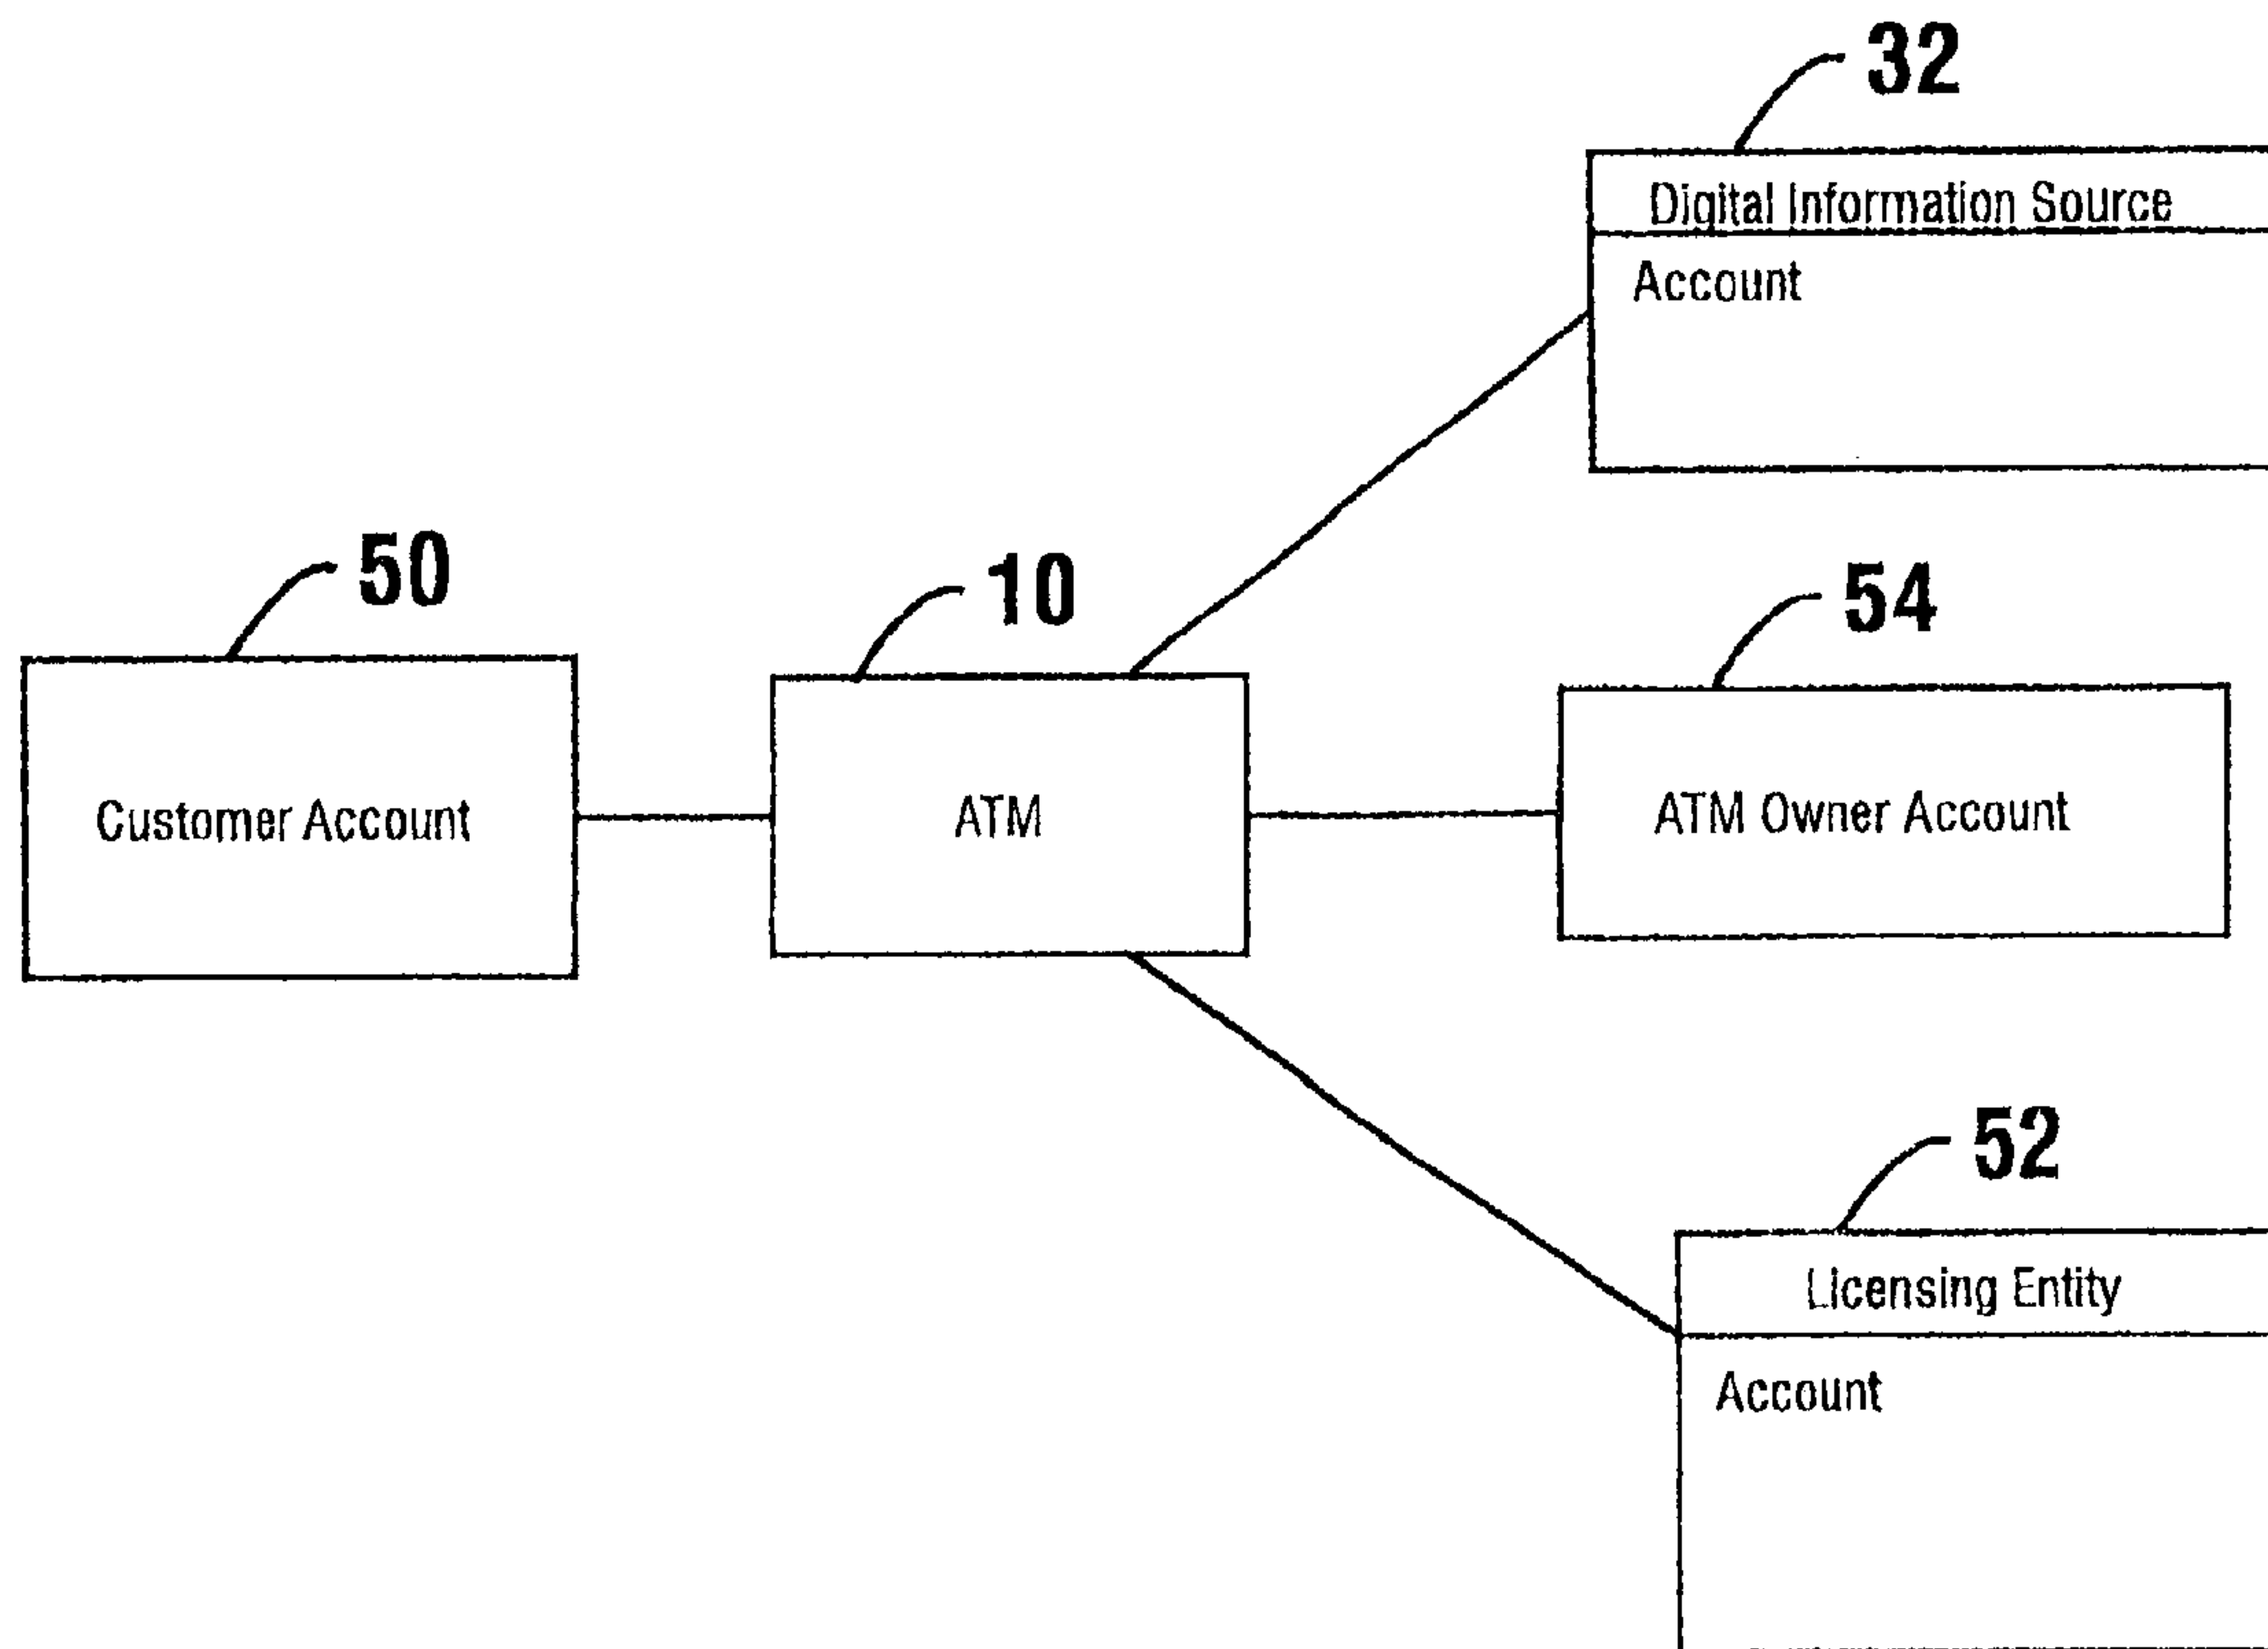 32
Digital Information Source
Account
50
10
54
Customer Account
ATM
ATM Owner Account
52
Licensing Entity
Account